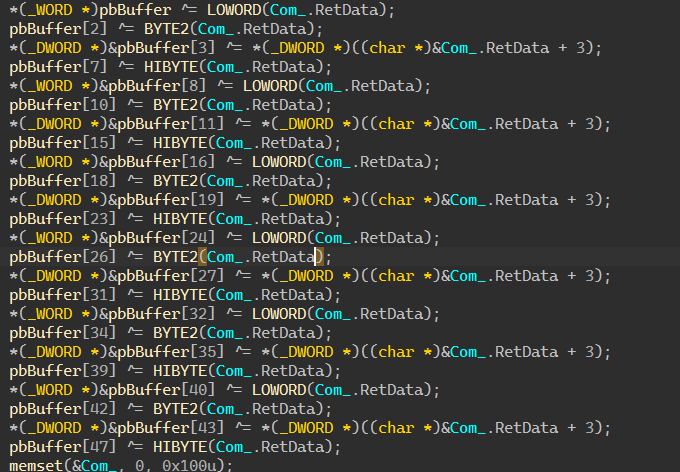 *(_WORD *)pbBuffer ^= LOWORD(Com_.RetData);
pbBuffer[2] ^= BYTE2(Com_.RetData);
*(_DWORD *)&pbBuffer[3] ^= *(_DWORD *)((char *)&Com_.RetData + 3);
pbBuffer[7] ^= HIBYTE(Com_.RetData);
*(_WORD *)&pbBuffer[8] ^= LOWORD(Com_.RetData);
pbBuffer[10] ^= BYTE2(Com_.RetData);
*(_DWORD *)&pbBuffer[11] ^= *(_DWORD *)((char *)&Com_.RetData + 3);
pbBuffer[15] ^= HIBYTE(Com_.RetData);
*(_WORD *)&pbBuffer[16] ^= LOWORD(Com_.RetData);
pbBuffer[18] ^= BYTE2(Com_.RetData);
*(_DWORD *)&pbBuffer[19] ^= *(_DWORD *)((char *)&Com_.RetData + 3);
pbBuffer[23] ^= HIBYTE(Com_.RetData);
*(_WORD *)&pbBuffer[24] ^= LOWORD(Com_.RetData);
pbBuffer[26] ^= BYTE2(Com_.RetData);
*(_DWORD *)&pbBuffer[27] ^= *(_DWORD *)((char *)&Com_.RetData + 3);
pbBuffer[31] ^= HIBYTE(Com_.RetData);
*(_WORD *)&pbBuffer[32] ^= LOWORD(Com_.RetData);
pbBuffer[34] ^= BYTE2(Com_.RetData);
*(_DWORD *)&pbBuffer[35] ^= *(_DWORD *)((char *)&Com_.RetData + 3);
pbBuffer[39] ^= HIBYTE(Com_.RetData);
*(_WORD *)&pbBuffer[40] ^= LOWORD(Com_.RetData);
pbBuffer[42] ^= BYTE2(Com_.RetData);
*(_DWORD *)&pbBuffer[43] ^= *(_DWORD *)((char *)&Com_.RetData + 3);
pbBuffer[47] ^= HIBYTE(Com_.RetData);
memset(&Com_, 0, 0x100u);